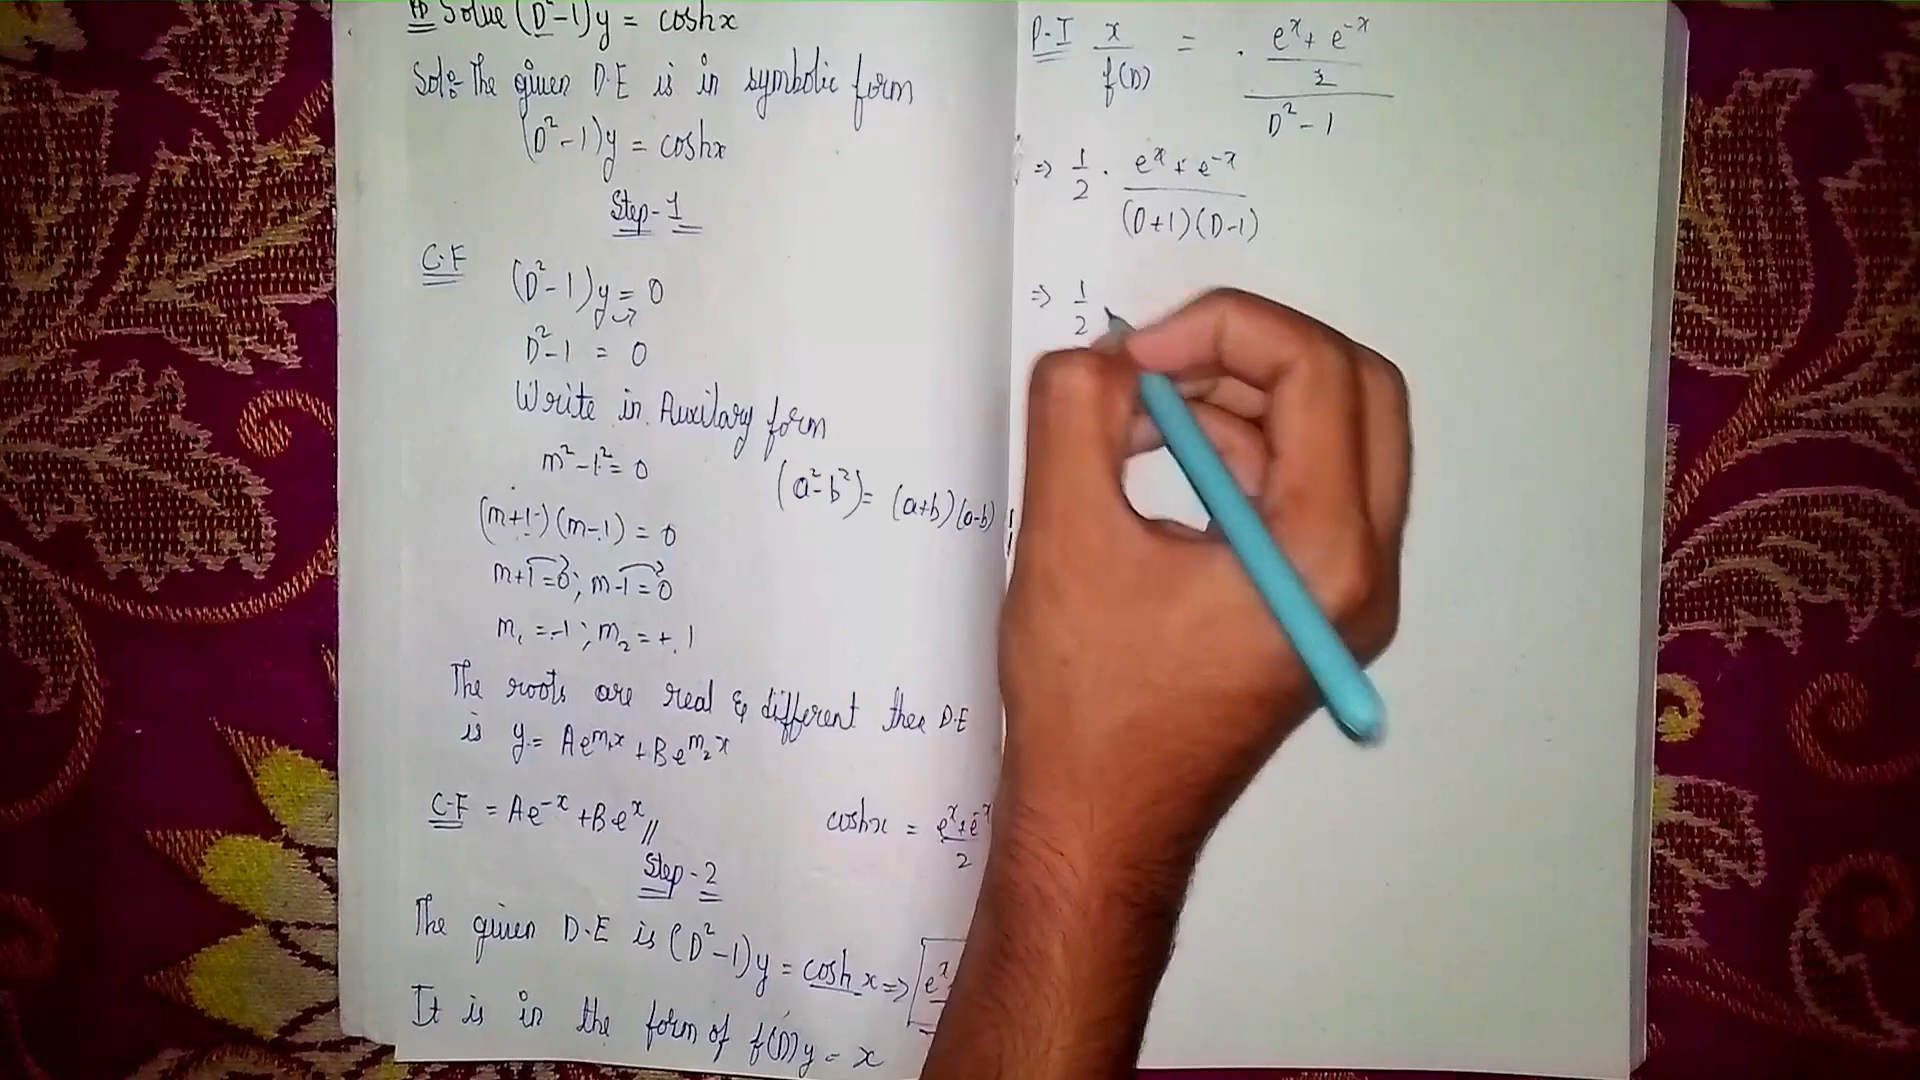 Solve (D²-1)y = coshx
Sol:- The given D.E is in symbolic form
(D²-1)y = coshx
Step-1
C.F
(D²-1)y = 0
D²-1 = 0
Write in Auxilary form
m²-1²=0
(a²-b²)= (a+b)(a-b)
(m+1)(m-1) = 0
m+1=0; m-1=0
m₁ =-1; m₂ =+1
The roots are real & different then D.E
is y = Ae^m₁x + Be^m₂x
C.F = Ae^-x + Be^x //
coshx = (e^x+e^-x)/2
Step-2
The given D.E is (D²-1)y = coshx => e^x
It is in the form of f(D)y = x
P.I x/f(D) = ((e^x + e^-x)/2)/(D²-1)
=> 1/2 . (e^x + e^-x)/((D+1)(D-1))
=> 1/2